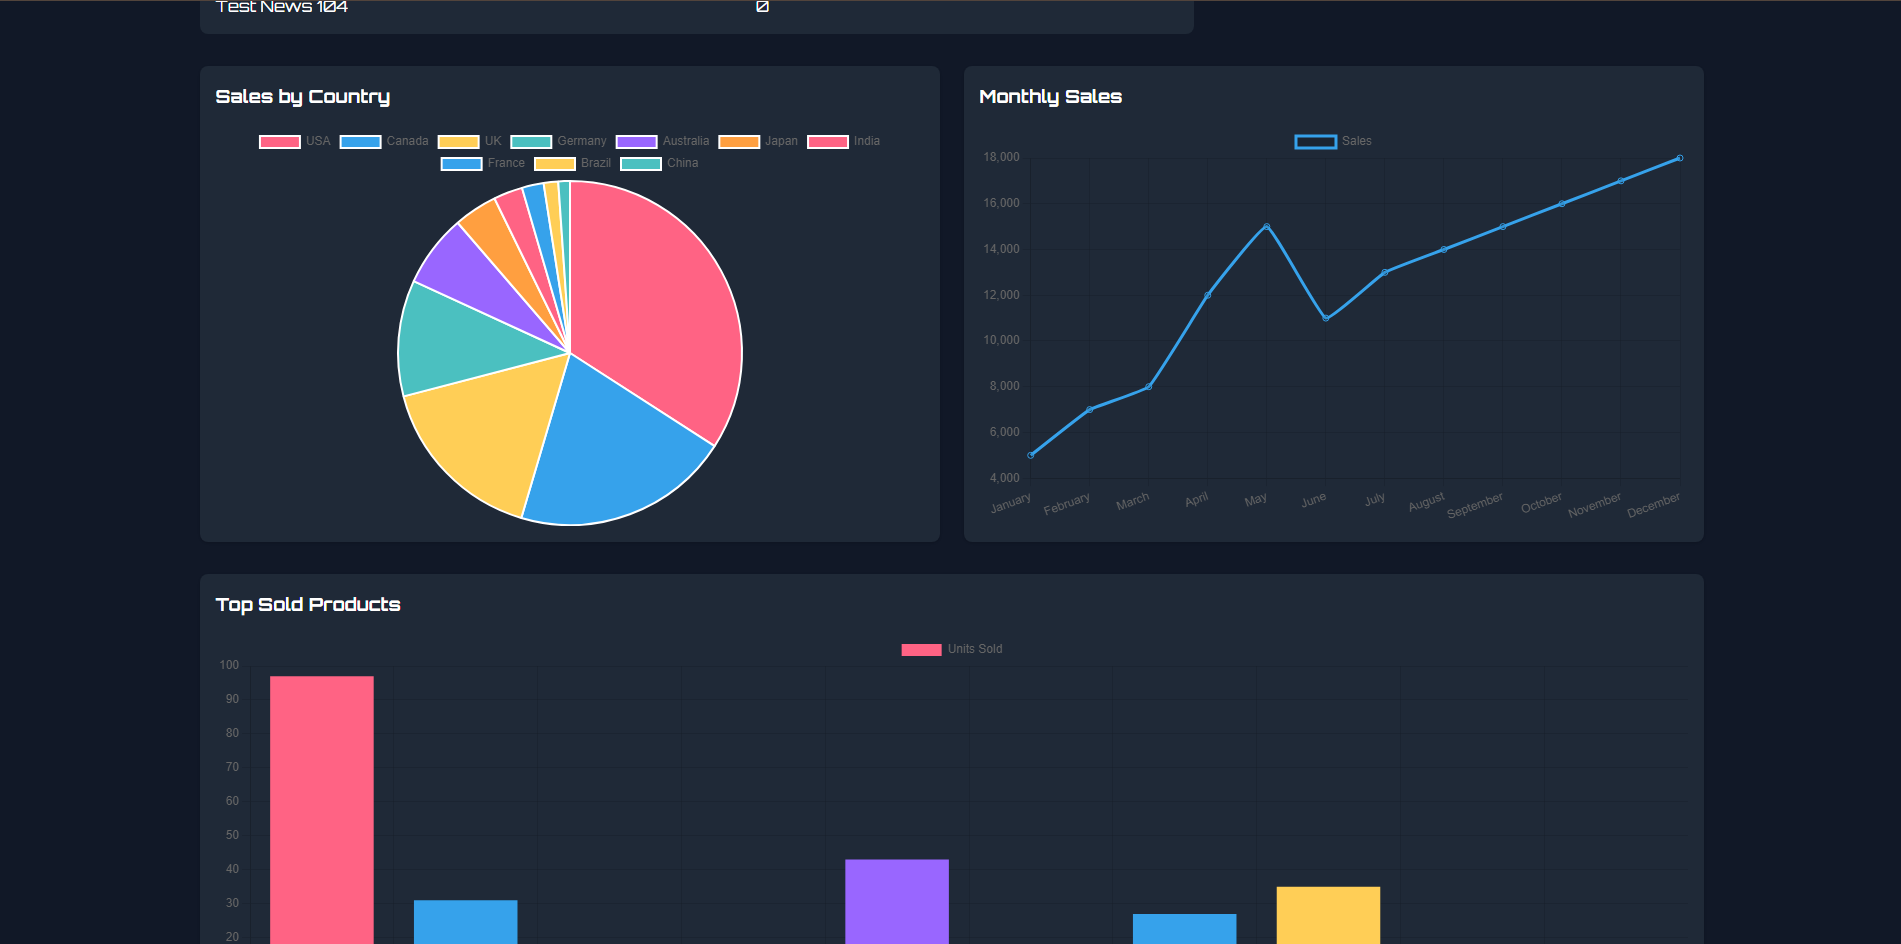 Test News 104 0
Sales by Country
USA Canada UK Germany Australia Japan India
France Brazil China
Monthly Sales
Sales
18,000
16,000
14,000
12,000
10,000
8,000
6,000
4,000
January February March April May June July August September October November December
Top Sold Products
Units Sold
100
90
80
70
60
50
40
30
20